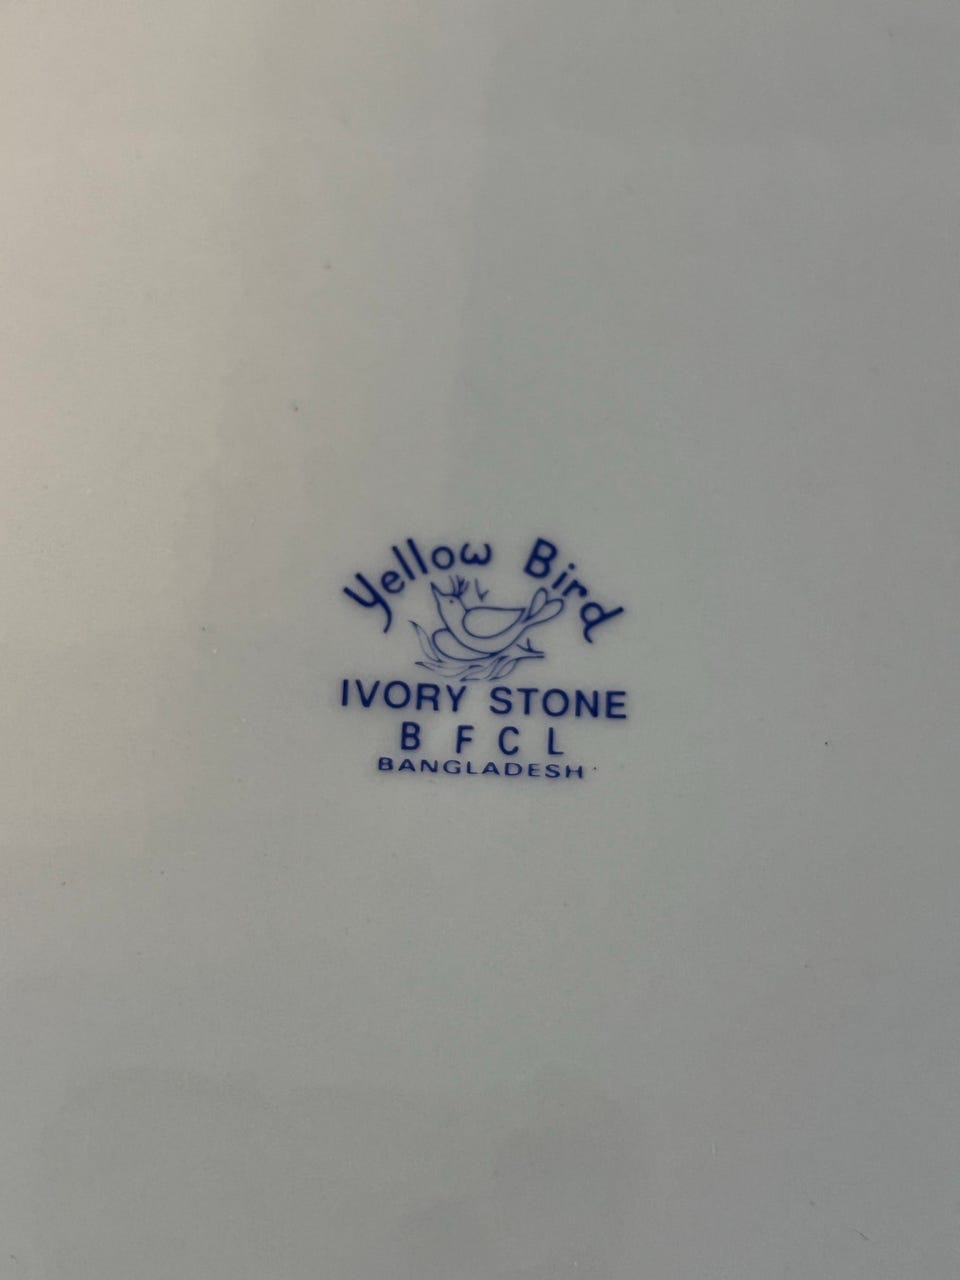 Yellow Bird
IVORY STONE
B F C L
BANGLADESH